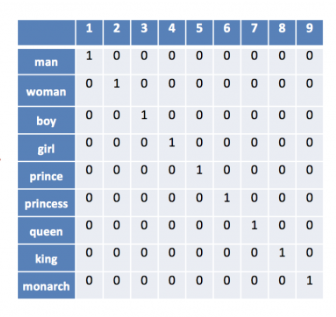 1 2 3 4 5 6 7 8 9
man 1 0 0 0 0 0 0 0 0
woman 0 1 0 0 0 0 0 0 0
boy 0 0 1 0 0 0 0 0 0
girl 0 0 0 1 0 0 0 0 0
prince 0 0 0 0 1 0 0 0 0
princess 0 0 0 0 0 1 0 0 0
queen 0 0 0 0 0 0 1 0 0
king 0 0 0 0 0 0 0 1 0
monarch 0 0 0 0 0 0 0 0 1